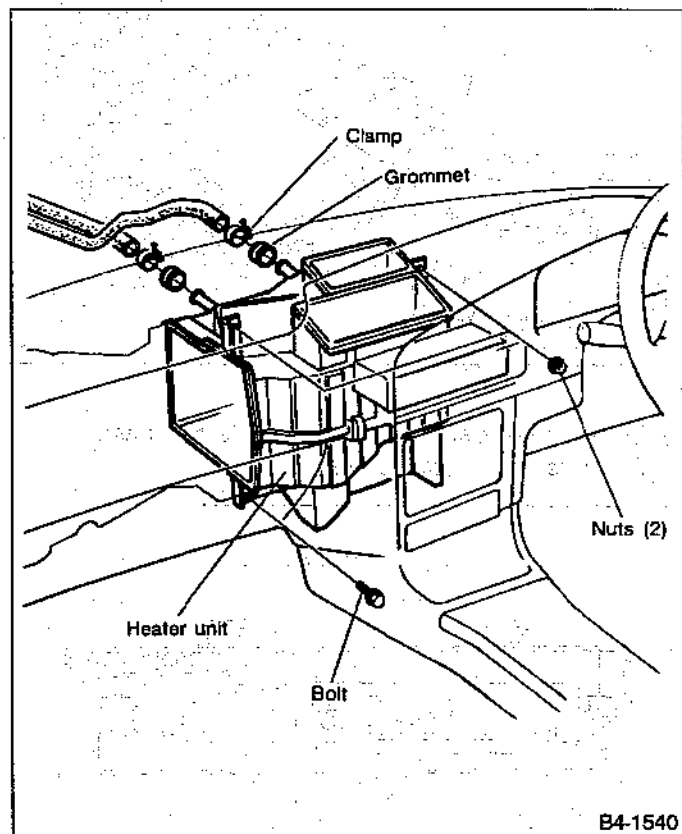 Clamp
Grommet
Nuts (2)
Heater unit
Bolt
B4-1540